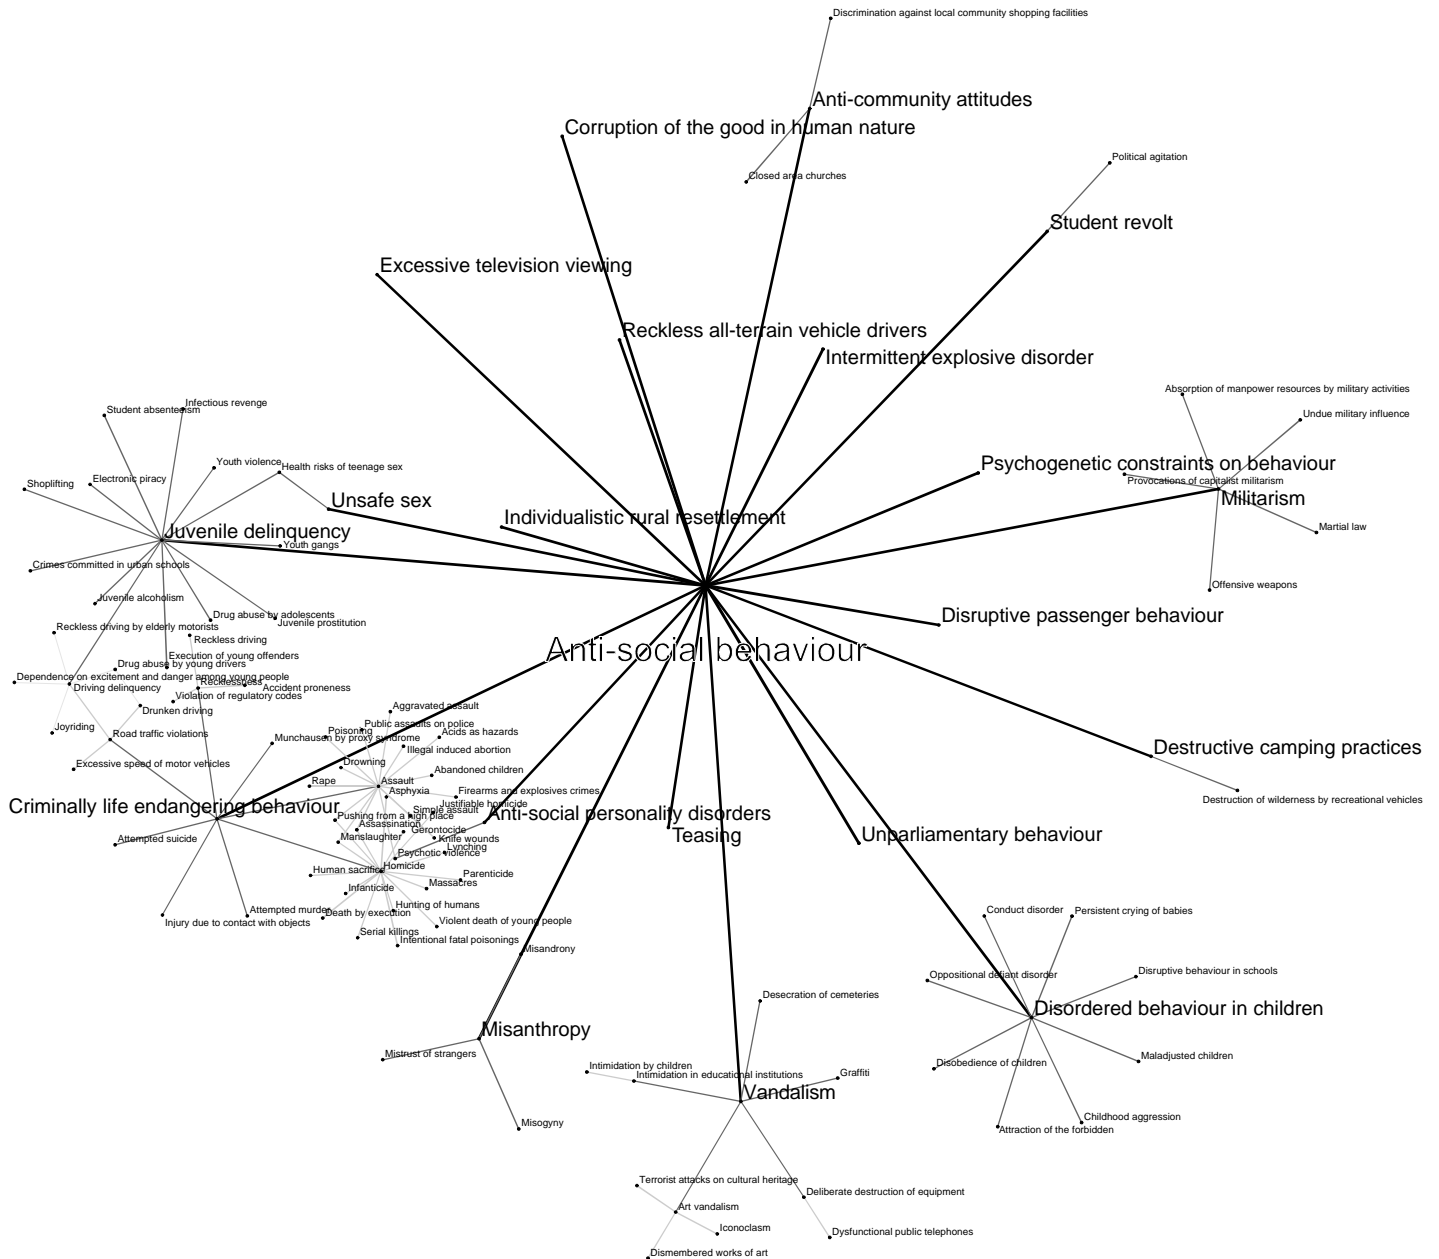 Discrimination against local community shopping facilities
Anti-community attitudes
Corruption of the good in human nature
Political agitation
Closed area churches
Student revolt
Excessive television viewing
Reckless all-terrain vehicle drivers
Intermittent explosive disorder
Absorption of manpower resources by military activities
Infectious revenge
Student absenteeism
Undue military influence
Youth violence
Health risks of teenage sex
Psychogenetic constraints on behaviour
Electronic piracy
Shoplifting
Provocations of capitalist militarism
Unsafe sex
Militarism
Individualistic rural resettlement
Martial law
Juvenile delinquency
Youth gangs
Crimes committed in urban schools
Offensive weapons
Juvenile alcoholism
Drug abuse by adolescents
Disruptive passenger behaviour
Juvenile prostitution
Reckless driving by elderly motorists
Reckless driving
Anti-social behaviour
Execution of young offenders
Drug abuse by young drivers
Dependence on excitement and danger among young people
Recklessness
Driving delinquency
Accident proneness
Violation of regulatory codes
Aggravated assault
Drunken driving
Public assaults on police
Joyriding
Poisoning
Acids as hazards
Road traffic violations
Munchausen by proxy syndrome
Destructive camping practices
Illegal induced abortion
Drowning
Excessive speed of motor vehicles
Abandoned children
Rape
Assault
Asphyxia
Firearms and explosives crimes
Destruction of wilderness by recreational vehicles
Justifiable homicide
Criminally life endangering behaviour
Simple assault
Anti-social personality disorders
Pushing from a high place
Assassination
Gerontocide
Teasing
Unparliamentary behaviour
Attempted suicide
Manslaughter
Knife wounds
Lynching
Psychotic violence
Homicide
Human sacrifice
Parenticide
Massacres
Infanticide
Hunting of humans
Attempted murder
Death by execution
Conduct disorder
Persistent crying of babies
Injury due to contact with objects
Violent death of young people
Serial killings
Intentional fatal poisonings
Misandrony
Oppositional defiant disorder
Disruptive behaviour in schools
Desecration of cemeteries
Disordered behaviour in children
Misanthropy
Mistrust of strangers
Maladjusted children
Disobedience of children
Intimidation by children
Intimidation in educational institutions
Graffiti
Vandalism
Childhood aggression
Misogyny
Attraction of the forbidden
Terrorist attacks on cultural heritage
Deliberate destruction of equipment
Art vandalism
Iconoclasm
Dysfunctional public telephones
Dismembered works of art